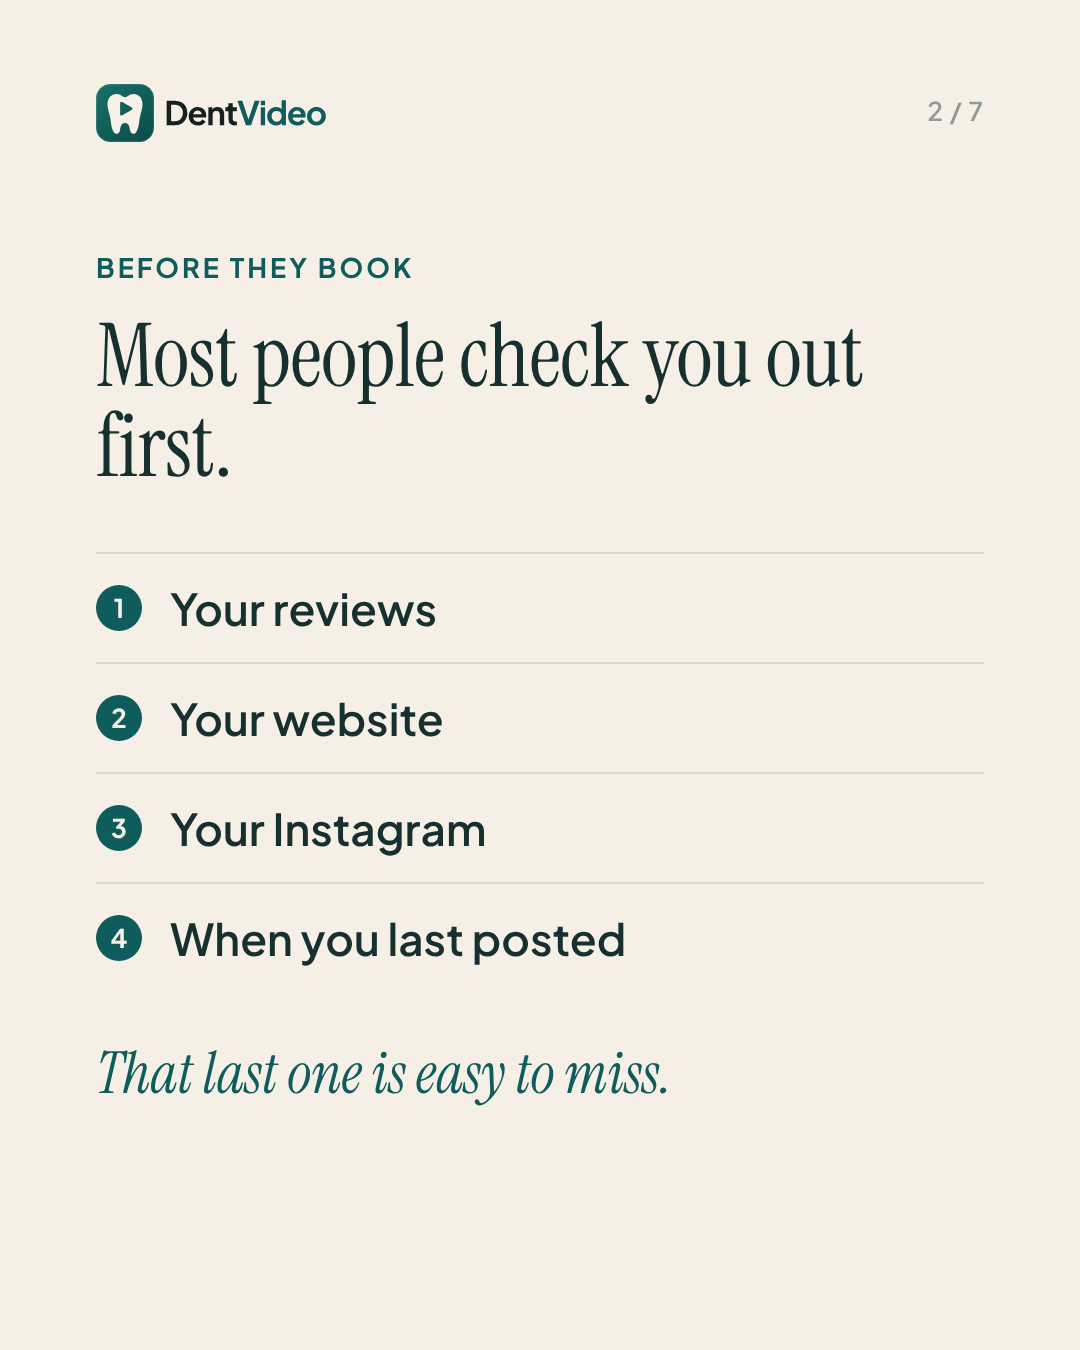 DentVideo
2 / 7
BEFORE THEY BOOK
Most people check you out
first.
1 Your reviews
2 Your website
3 Your Instagram
4 When you last posted
That last one is easy to miss.